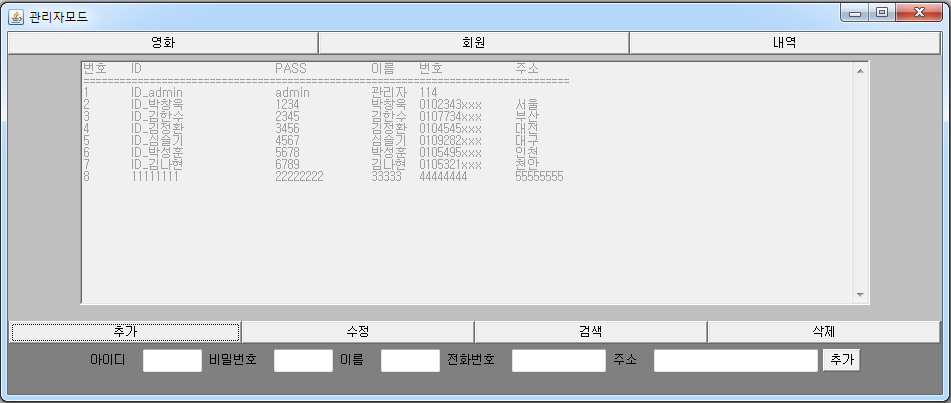 관리자모드
영화 회원 내역
번호 ID PASS 이름 번호 주소
=============================================================
1 ID_admin admin 관리자 114
2 ID_박창욱 1234 박창욱 0102343xxx 서울
3 ID_김한수 2345 김한수 0107734xxx 부산
4 ID_김정환 3456 김정환 0104545xxx 대전
5 ID_심슬기 4567 심슬기 0109282xxx 대구
6 ID_박성훈 5678 박성훈 0105495xxx 인천
7 ID_김나현 6789 김나현 0105321xxx 천안
8 11111111 22222222 33333 44444444 55555555
추가 수정 검색 삭제
아이디 비밀번호 이름 전화번호 주소 추가